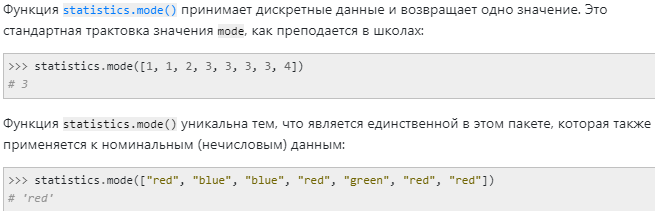 Функция statistics.mode() принимает дискретные данные и возвращает одно значение. Это
стандартная трактовка значения mode, как преподается в школах:
>>> statistics.mode([1, 1, 2, 3, 3, 3, 3, 4])
# 3
Функция statistics.mode() уникальна тем, что является единственной в этом пакете, которая также
применяется к номинальным (нечисловым) данным:
>>> statistics.mode(["red", "blue", "blue", "red", "green", "red", "red"])
# 'red'